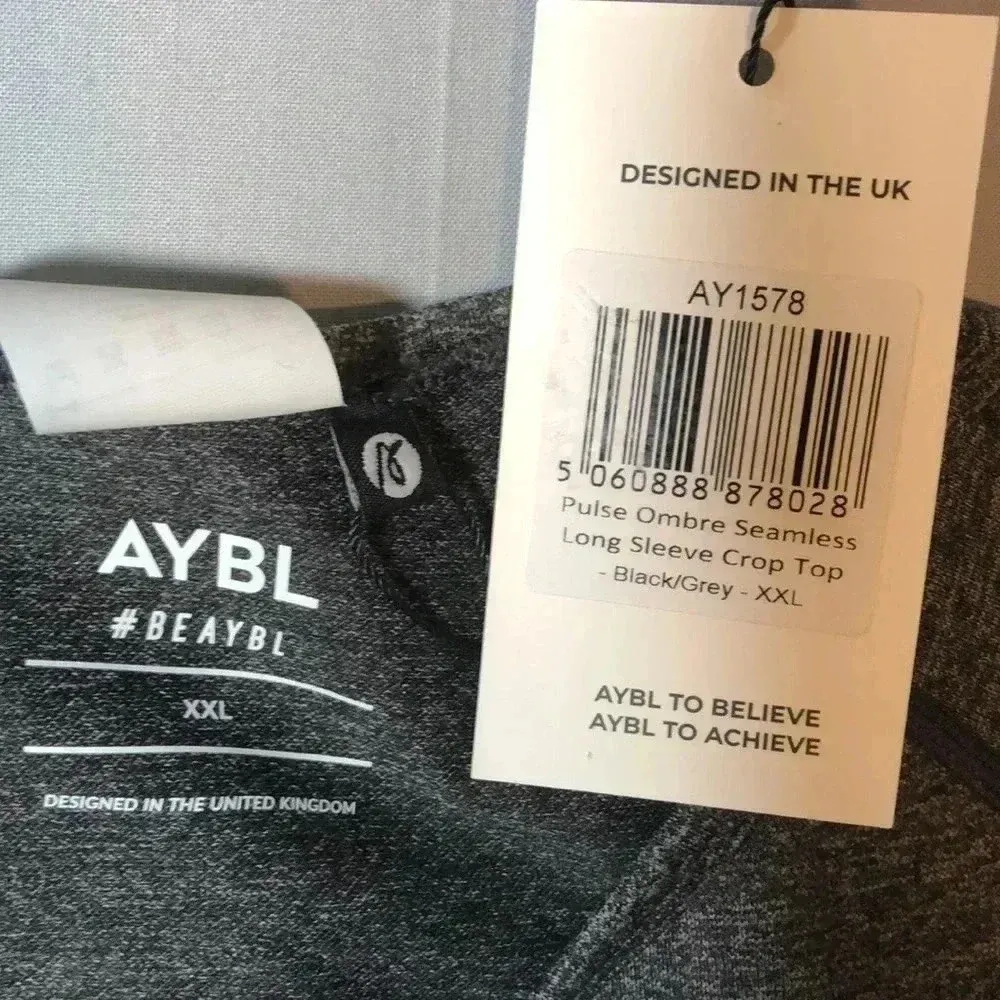 DESIGNED IN THE UK
AY1578
5 060888 878028
Pulse Ombre Seamless
Long Sleeve Crop Top
- Black/Grey - XXL
AYBL TO BELIEVE
AYBL TO ACHIEVE
AYBL
#BEAYBL
XXL
DESIGNED IN THE UNITED KINGDOM